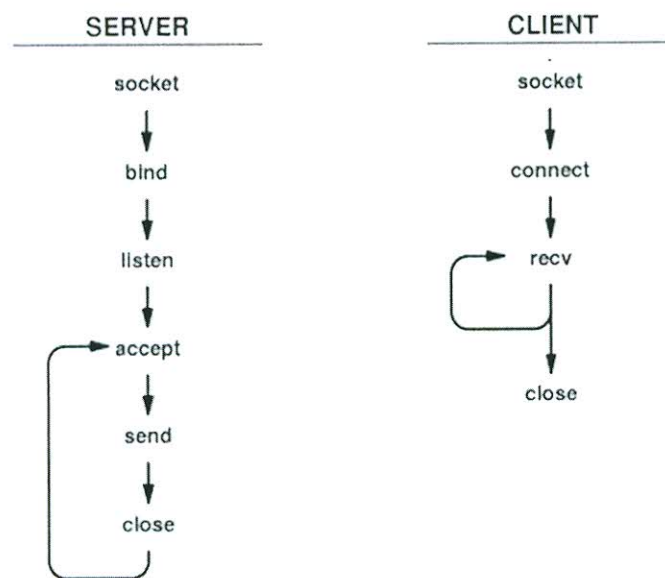 SERVER
socket
bind
listen
accept
send
close
CLIENT
socket
connect
recv
close